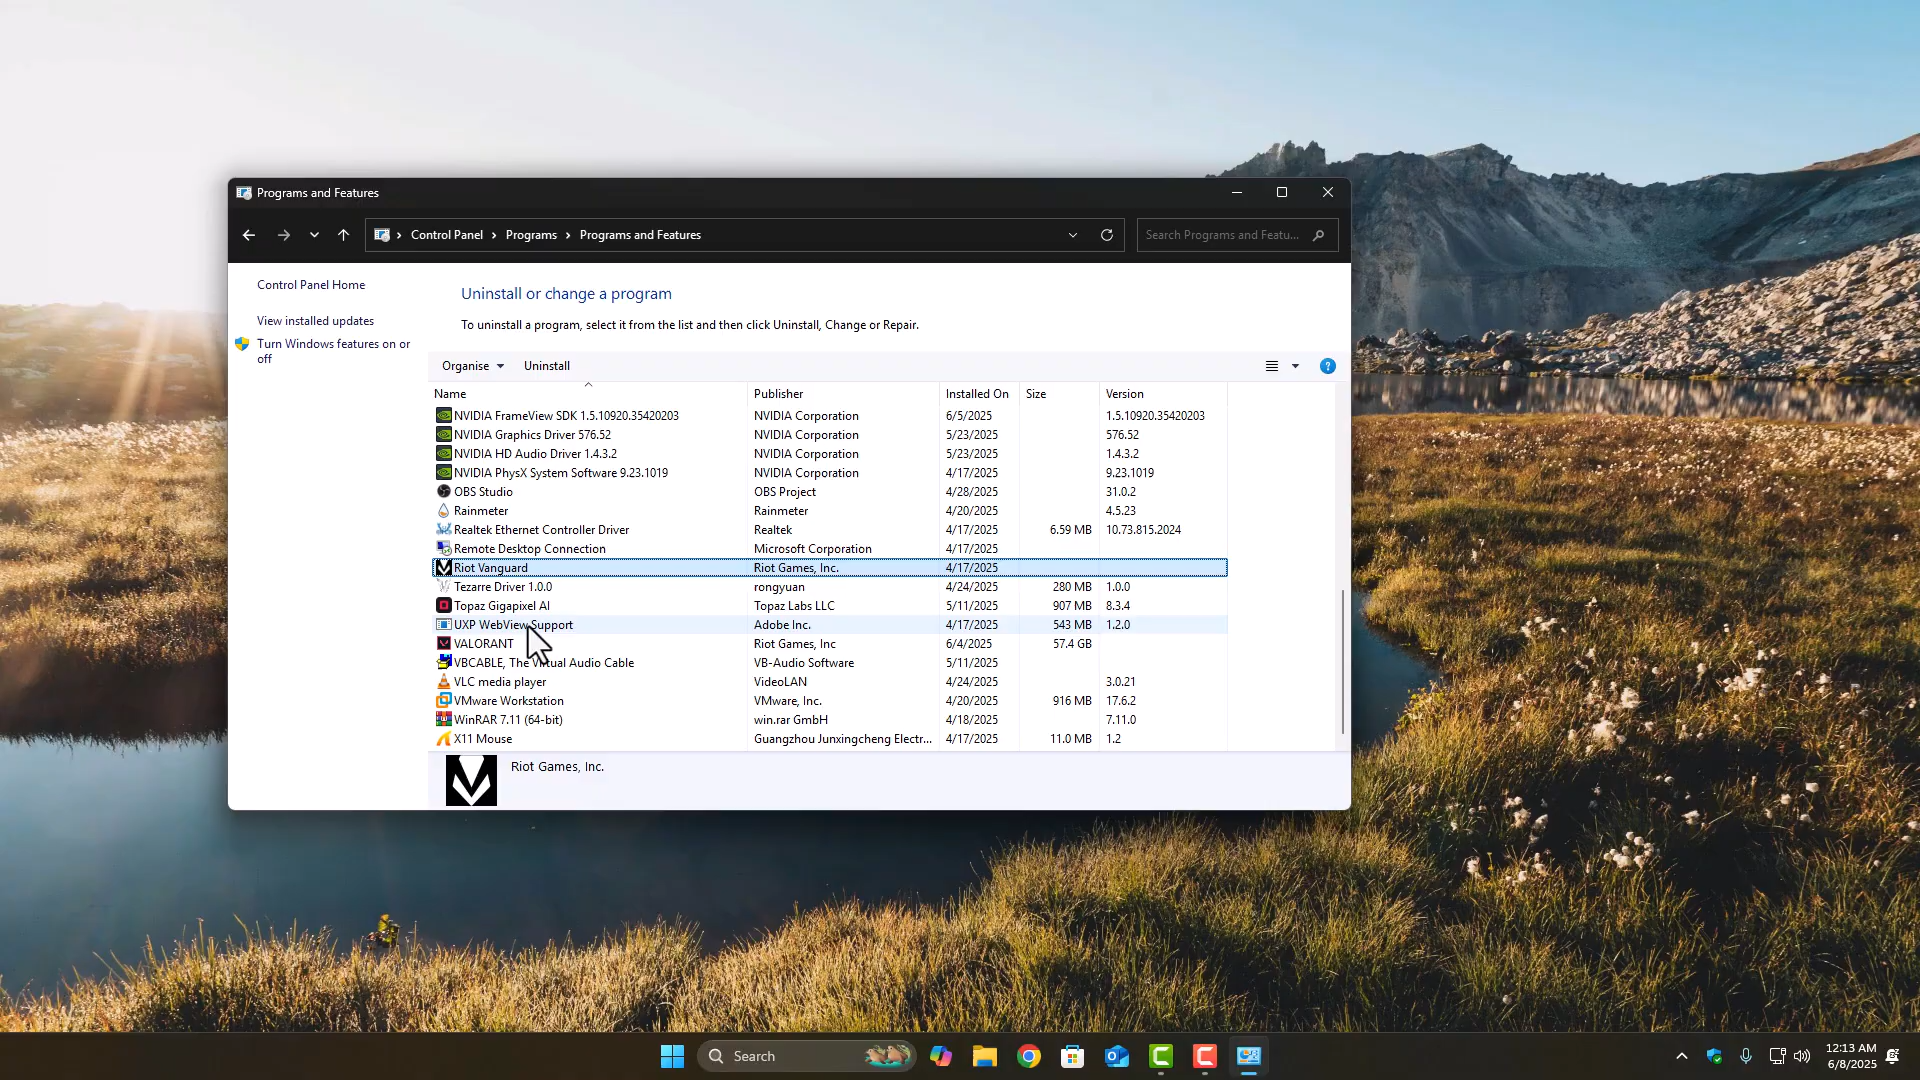 Programs and Features
Control Panel > Programs > Programs and Features
Search Programs and Featu...
Control Panel Home
View installed updates
Turn Windows features on or
off
Uninstall or change a program
To uninstall a program, select it from the list and then click Uninstall, Change or Repair.
Organise Uninstall
Name Publisher Installed On Size Version
NVIDIA FrameView SDK 1.5.10920.35420203 NVIDIA Corporation 6/5/2025 1.5.10920.35420203
NVIDIA Graphics Driver 576.52 NVIDIA Corporation 5/23/2025 576.52
NVIDIA HD Audio Driver 1.4.3.2 NVIDIA Corporation 5/23/2025 1.4.3.2
NVIDIA PhysX System Software 9.23.1019 NVIDIA Corporation 4/17/2025 9.23.1019
OBS Studio OBS Project 4/28/2025 31.0.2
Rainmeter Rainmeter 4/20/2025 4.5.23
Realtek Ethernet Controller Driver Realtek 4/17/2025 6.59 MB 10.73.815.2024
Remote Desktop Connection Microsoft Corporation 4/17/2025
Riot Vanguard Riot Games, Inc. 4/17/2025
Tezarre Driver 1.0.0 rongyuan 4/24/2025 280 MB 1.0.0
Topaz Gigapixel AI Topaz Labs LLC 5/11/2025 907 MB 8.3.4
UXP WebView Support Adobe Inc. 4/17/2025 543 MB 1.2.0
VALORANT Riot Games, Inc 6/4/2025 57.4 GB
VBCABLE, The Virtual Audio Cable VB-Audio Software 5/11/2025
VLC media player VideoLAN 4/24/2025 3.0.21
VMware Workstation VMware, Inc. 4/20/2025 916 MB 17.6.2
WinRAR 7.11 (64-bit) win.rar GmbH 4/18/2025 7.11.0
X11 Mouse Guangzhou Junxingcheng Electr... 4/17/2025 11.0 MB 1.2
Riot Games, Inc.
Search
12:13 AM
6/8/2025